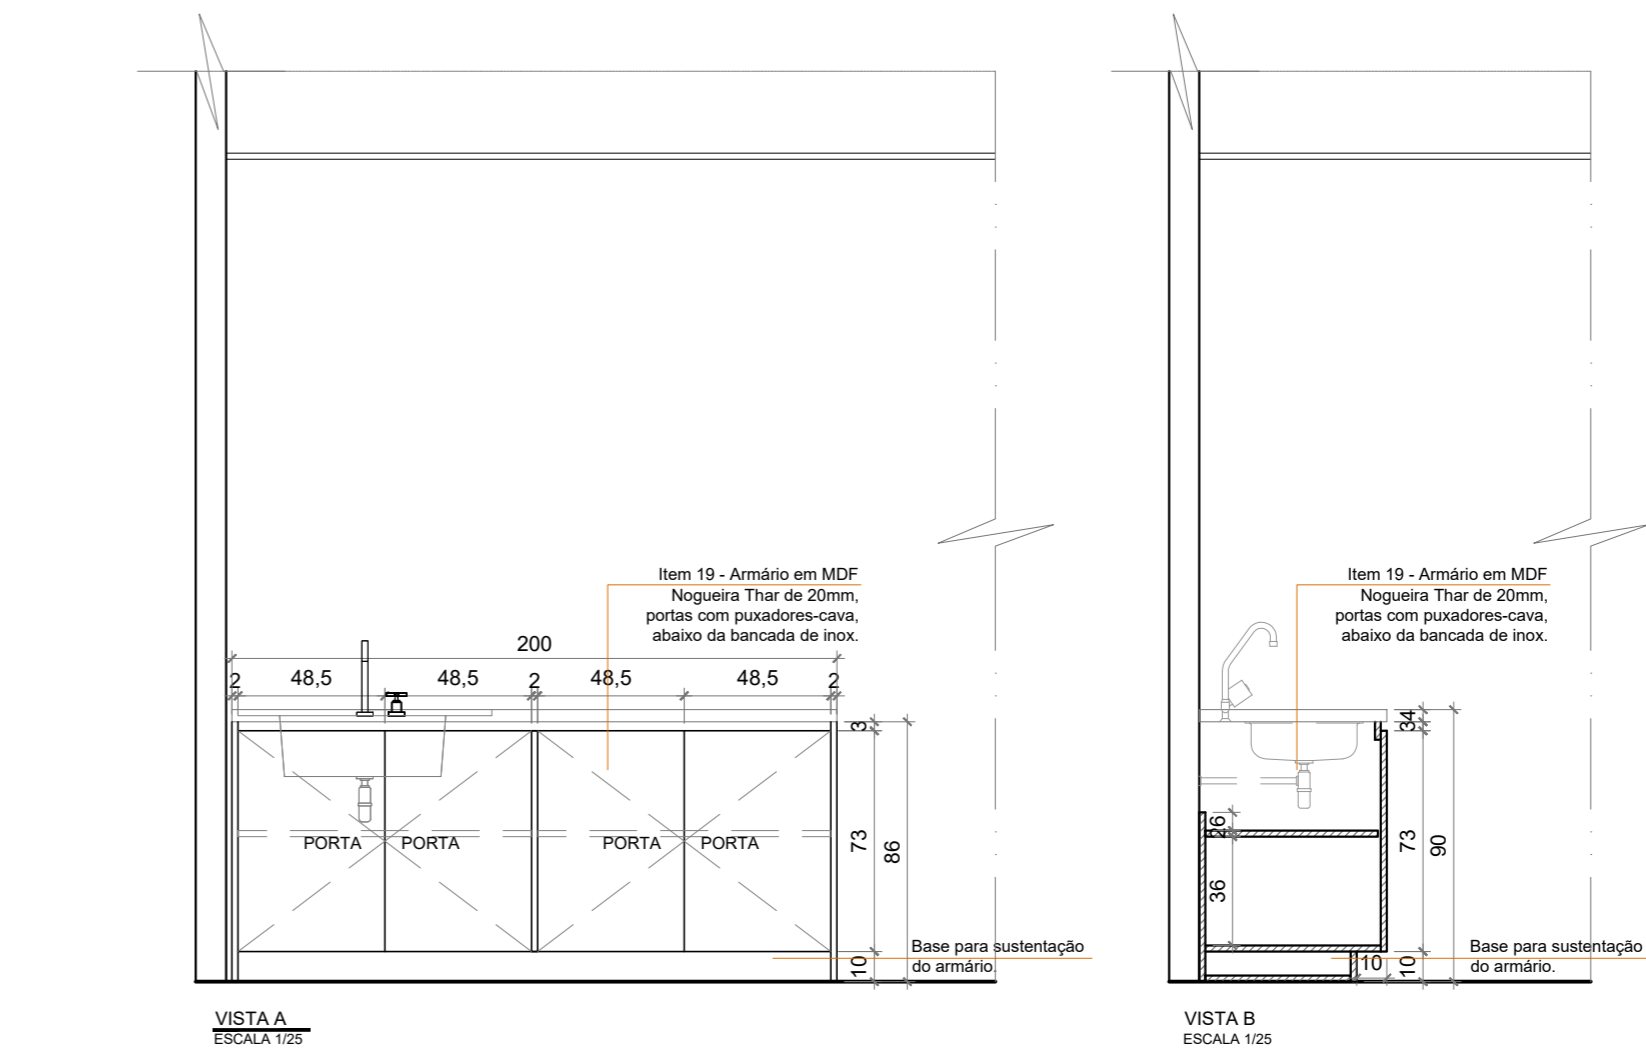 Item 19 - Armário em MDF
Nogueira Thar de 20mm,
portas com puxadores-cava,
abaixo da bancada de inox.
200
2 48,5 48,5 2 48,5 48,5 2
3
73
86
10
PORTA PORTA PORTA PORTA
Base para sustentação
do armário.
VISTA A
ESCALA 1/25
Item 19 - Armário em MDF
Nogueira Thar de 20mm,
portas com puxadores-cava,
abaixo da bancada de inox.
34
26
36
73
90
10
10
Base para sustentação
do armário.
VISTA B
ESCALA 1/25